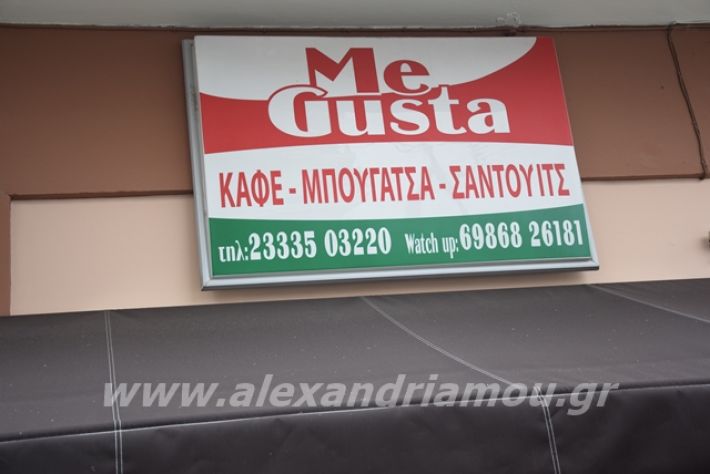 Me
Gusta
ΚΑΦΕ - ΜΠΟΥΓΑΤΣΑ - ΣΑΝΤΟΥΙΤΣ
τηλ:23335 03220 Watch up:69868 26181
www.alexandriamou.gr